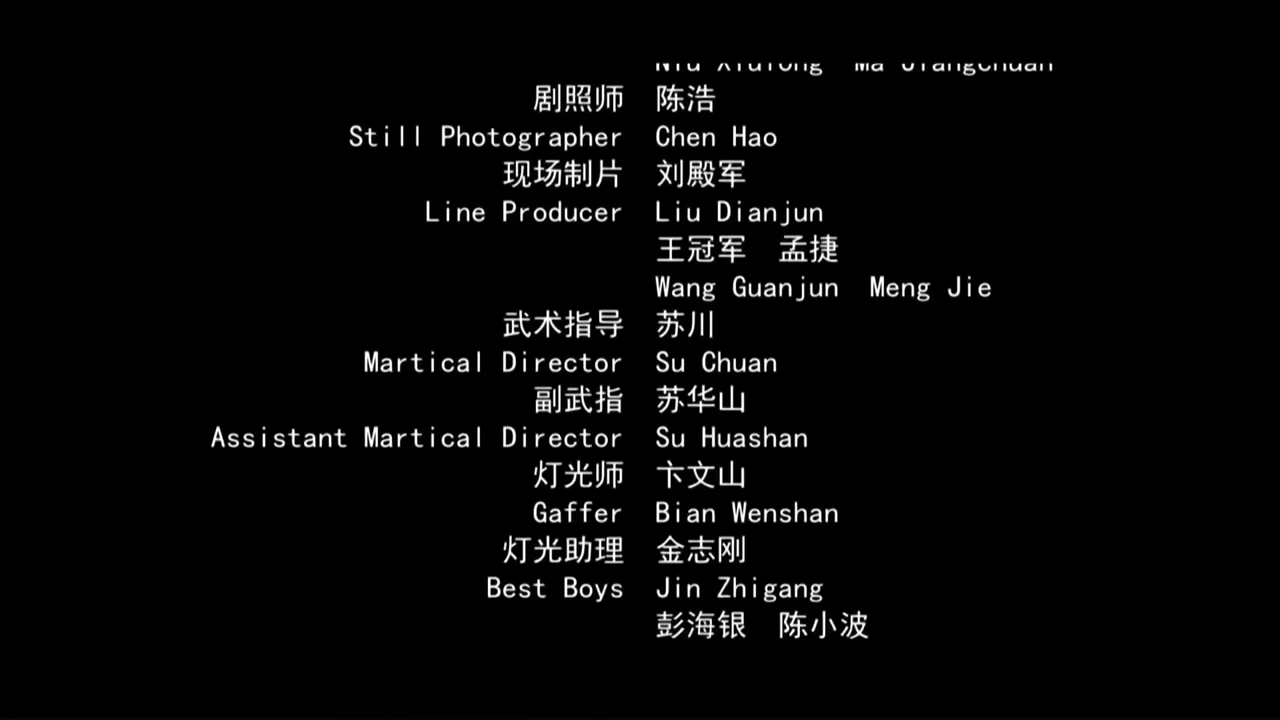 剧照师 陈浩
Still Photographer Chen Hao
现场制片 刘殿军
Line Producer Liu Dianjun
王冠军 孟捷
Wang Guanjun Meng Jie
武术指导 苏川
Martical Director Su Chuan
副武指 苏华山
Assistant Martical Director Su Huashan
灯光师 卞文山
Gaffer Bian Wenshan
灯光助理 金志刚
Best Boys Jin Zhigang
彭海银 陈小波